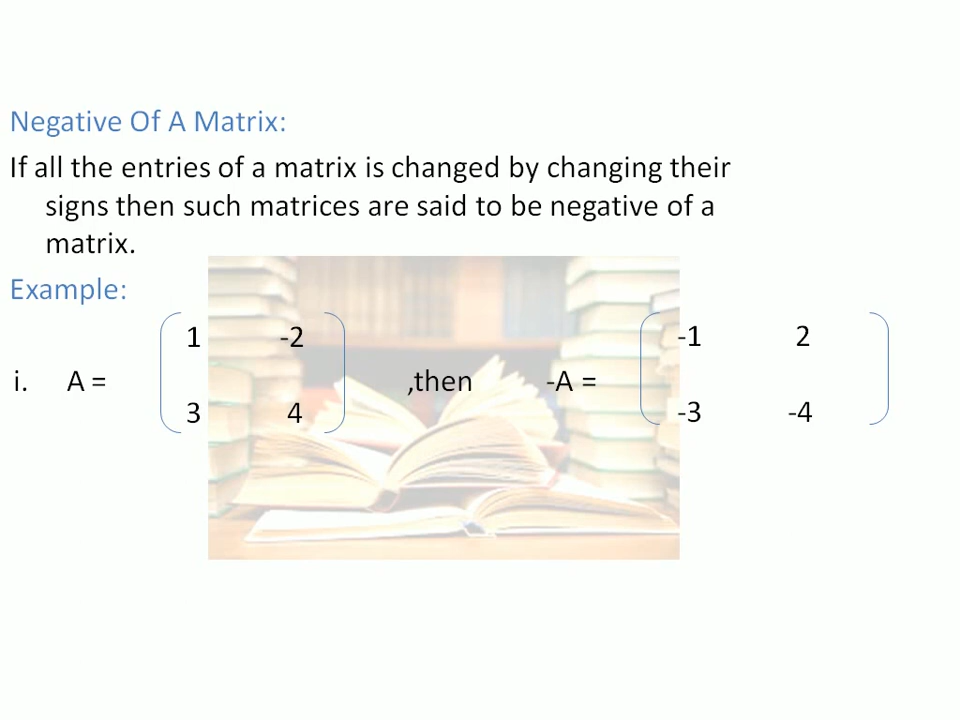 Negative Of A Matrix:
If all the entries of a matrix is changed by changing their
signs then such matrices are said to be negative of a
matrix.
Example:
1 -2 -1 2
i. A = ,then -A =
3 4 -3 -4